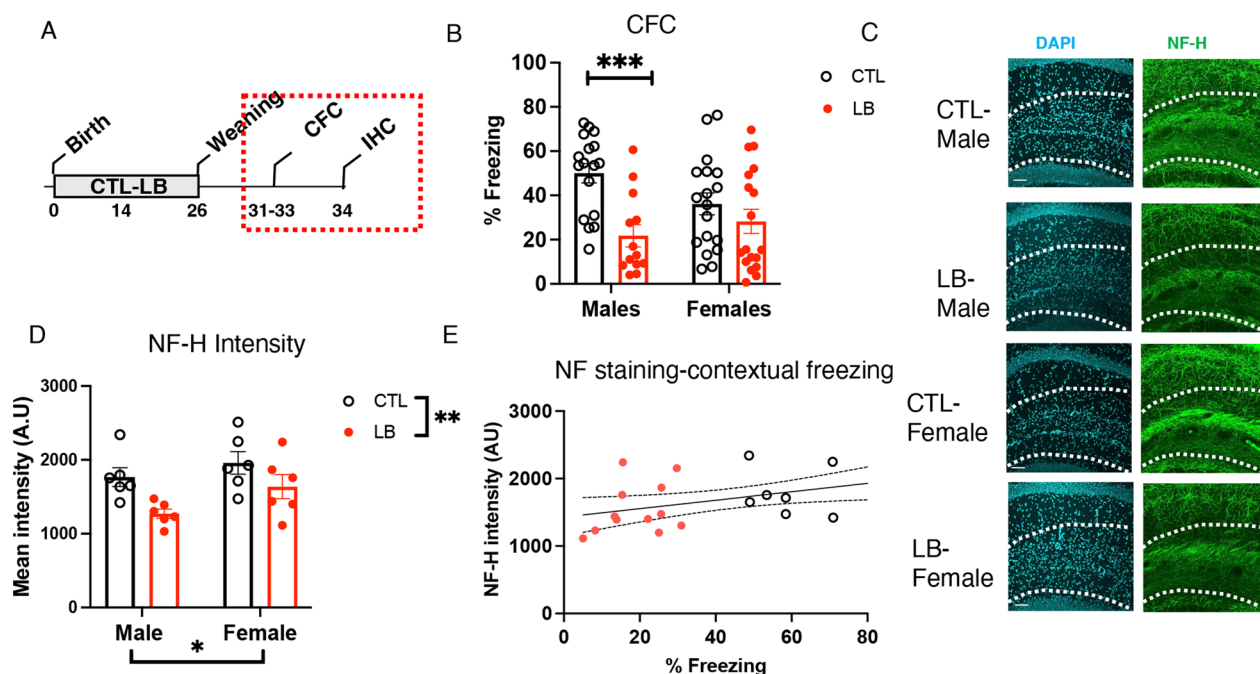 A
Birth
Weaning
CFC
IHC
CTL-LB
0 14 26 31-33 34
B
CFC
***
CTL
LB
% Freezing
100
80
60
40
20
0
Males Females
C
DAPI NF-H
CTL-
Male
LB-
Male
CTL-
Female
LB-
Female
D
NF-H Intensity
CTL
LB
**
Mean intensity (A.U)
3000
2000
1000
0
Male Female
*
E
NF staining-contextual freezing
NF-H intensity (AU)
3000
2000
1000
0
0 20 40 60 80
% Freezing